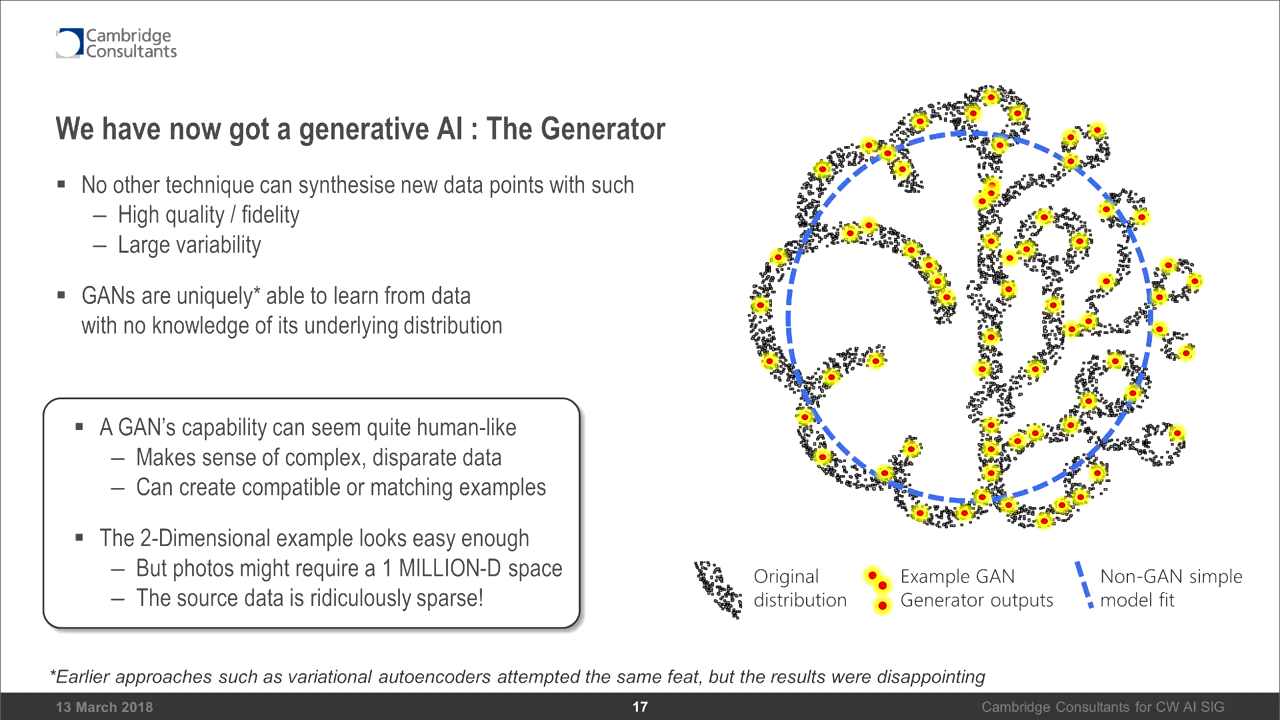 Cambridge
Consultants
We have now got a generative AI : The Generator
▪ No other technique can synthesise new data points with such
– High quality / fidelity
– Large variability
▪ GANs are uniquely* able to learn from data
with no knowledge of its underlying distribution
▪ A GAN’s capability can seem quite human-like
– Makes sense of complex, disparate data
– Can create compatible or matching examples
▪ The 2-Dimensional example looks easy enough
– But photos might require a 1 MILLION-D space
– The source data is ridiculously sparse!
Original
distribution
Example GAN
Generator outputs
Non-GAN simple
model fit
*Earlier approaches such as variational autoencoders attempted the same feat, but the results were disappointing
13 March 2018
17
Cambridge Consultants for CW AI SIG